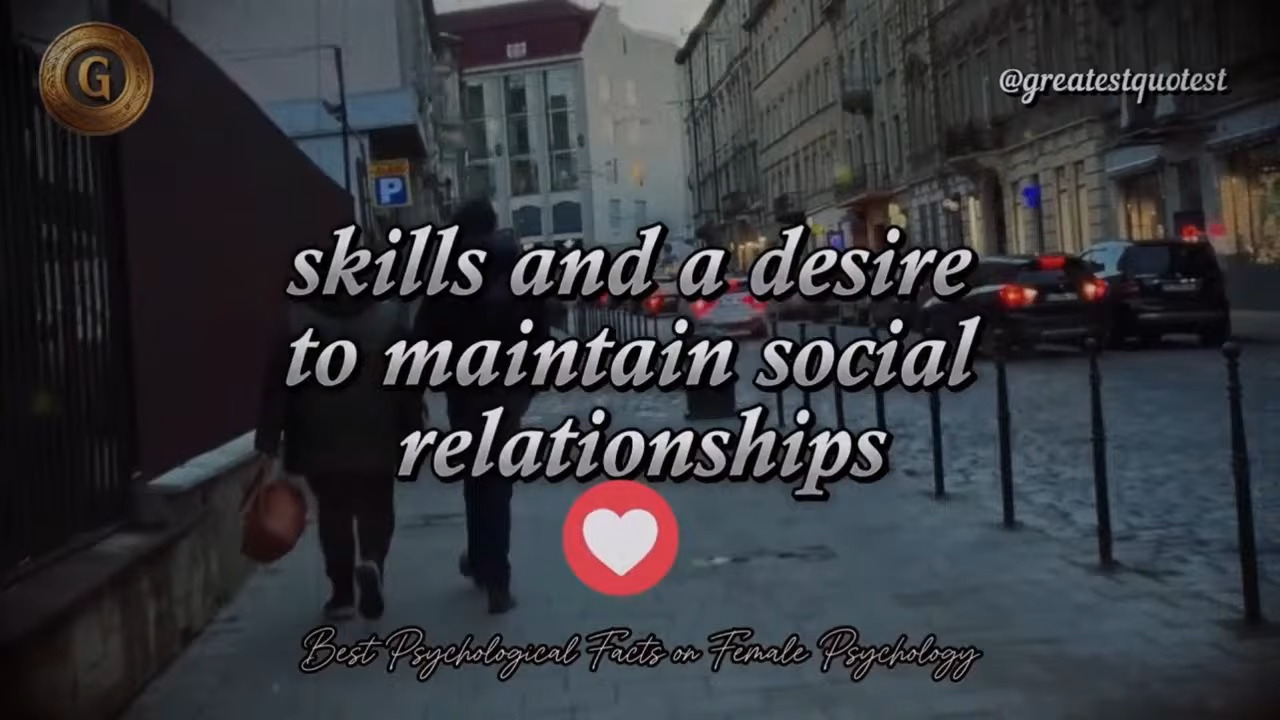 G
@greatestquotest
P
skills and a desire
to maintain social
relationships
Best Psychological Facts on Female Psychology